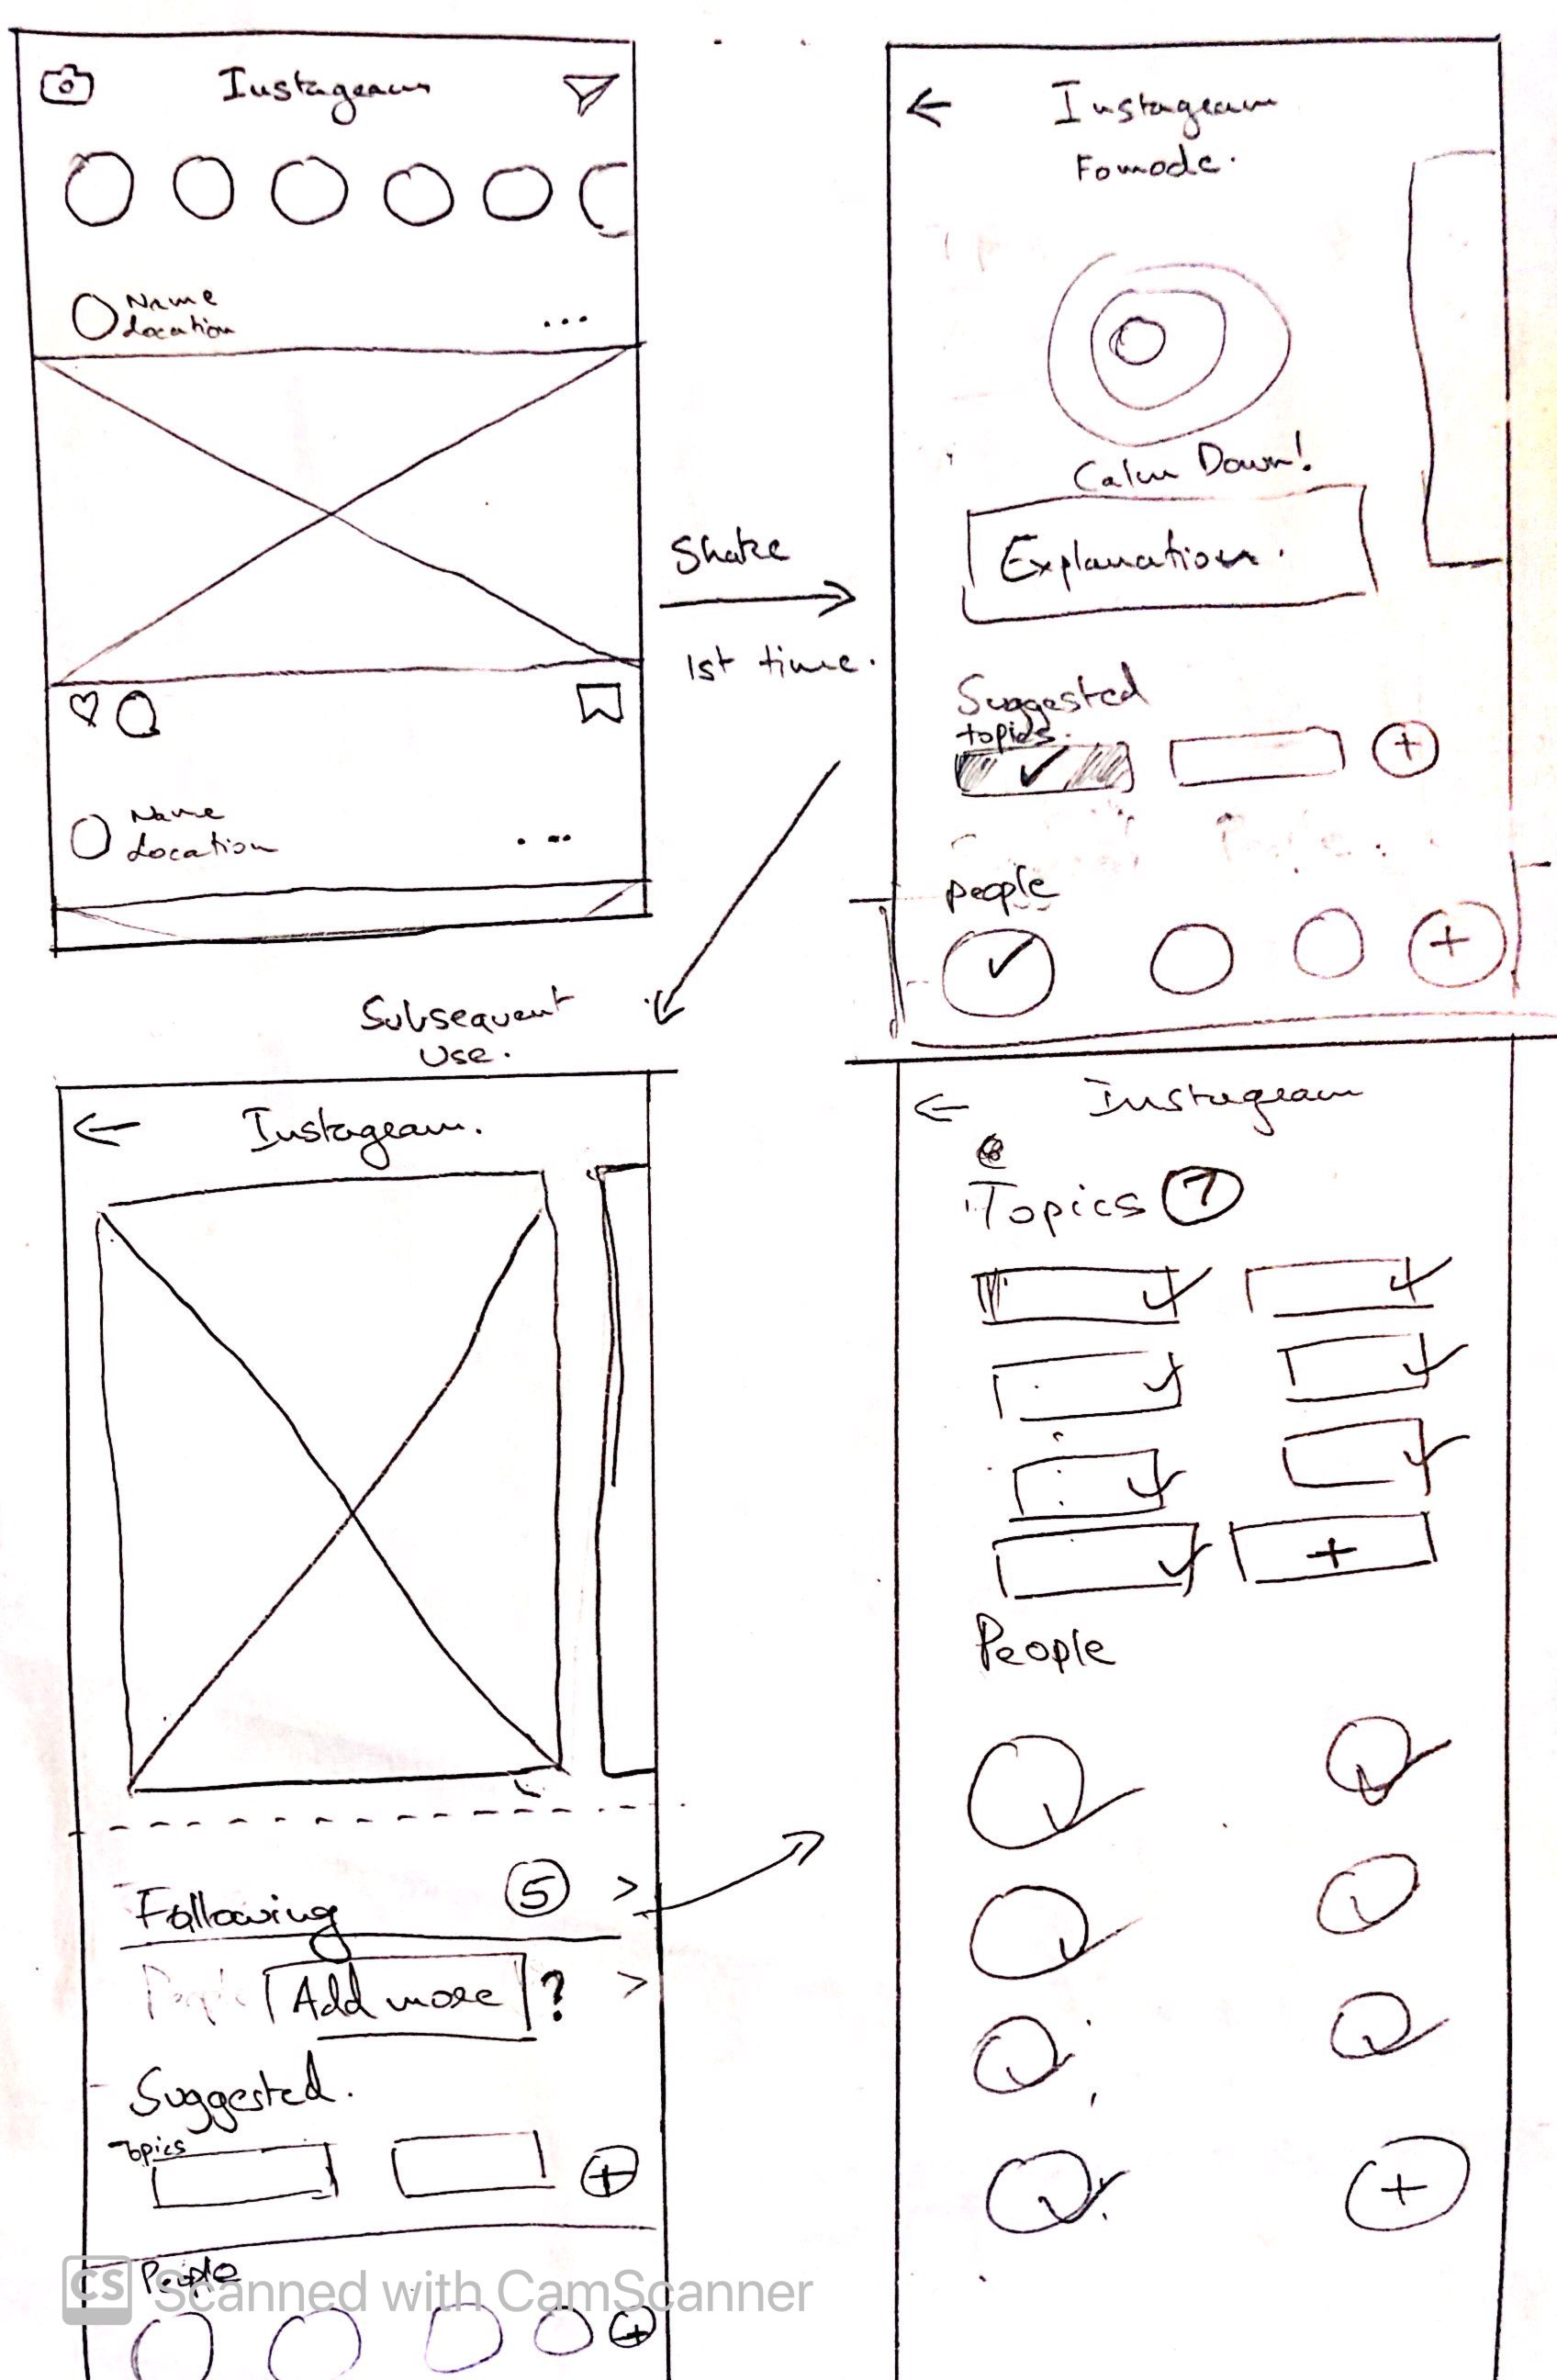 Instagram
Name
Location
...
Name
Location
...
Shake
1st time.
Instagram
Fomode.
Calm Down!
Explanation.
Suggested
topics.
people
Subsequent
Use.
Instagram.
Following 5 >
People Add more ? >
Suggested.
Topics
People
Instagram
Topics 7
People
CS Scanned with CamScanner